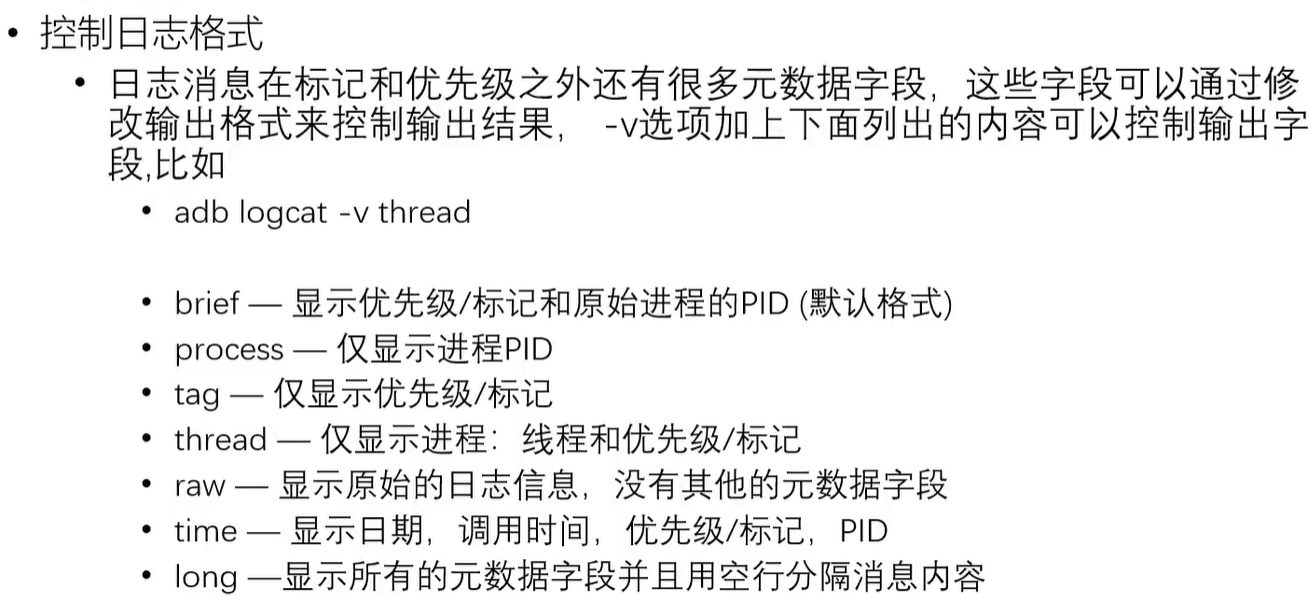 • 控制日志格式
• 日志消息在标记和优先级之外还有很多元数据字段，这些字段可以通过修
改输出格式来控制输出结果， -v选项加上下面列出的内容可以控制输出字
段,比如
• adb logcat -v thread
• brief — 显示优先级/标记和原始进程的PID (默认格式)
• process — 仅显示进程PID
• tag — 仅显示优先级/标记
• thread — 仅显示进程：线程和优先级/标记
• raw — 显示原始的日志信息，没有其他的元数据字段
• time — 显示日期，调用时间，优先级/标记，PID
• long —显示所有的元数据字段并且用空行分隔消息内容